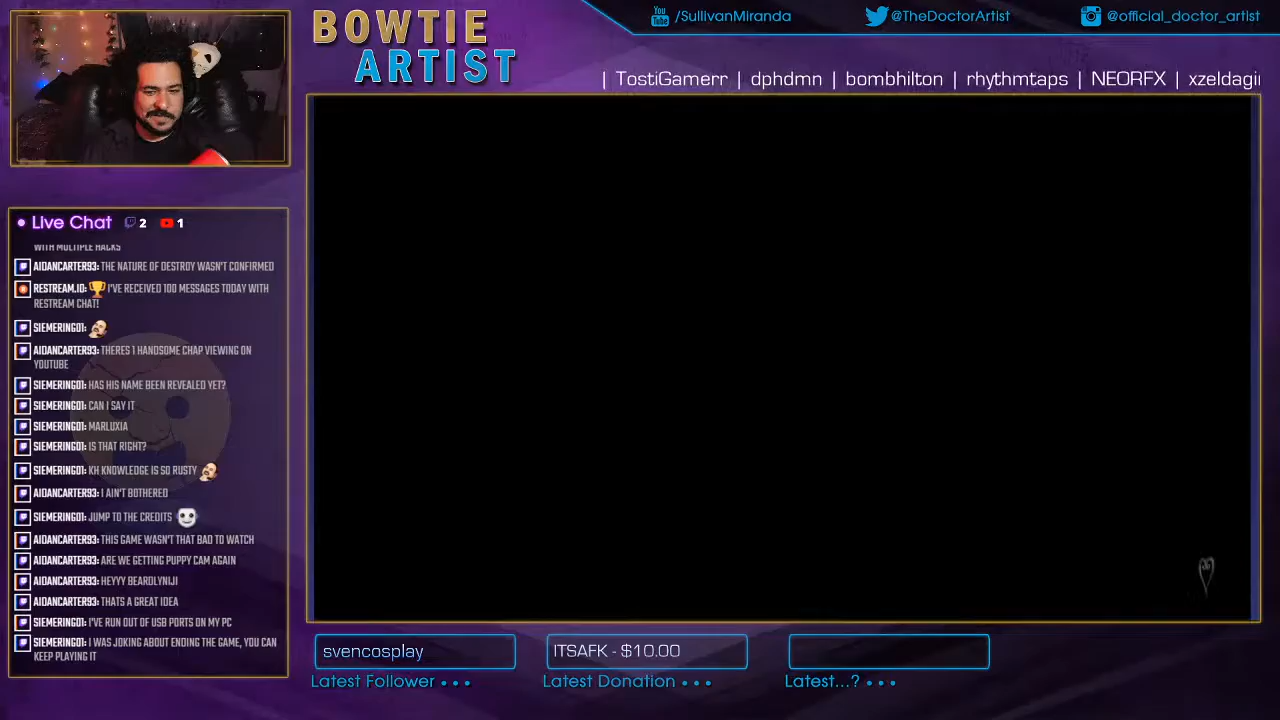 BOWTIE
ARTIST
/SullivanMiranda
@TheDoctorArtist
@official_doctor_artist
| TostiGamerr | dphdmn | bombhilton | rhythmtaps | NEORFX | xzeldagi
Live Chat 2 1
WITH MULTIPLE HACKS
AIDANCARTER93: THE NATURE OF DESTROY WASN'T CONFIRMED
RESTREAM.IO: I'VE RECEIVED 100 MESSAGES TODAY WITH
RESTREAM CHAT!
SIEMERING01:
AIDANCARTER93: THERES 1 HANDSOME CHAP VIEWING ON
YOUTUBE
SIEMERING01: HAS HIS NAME BEEN REVEALED YET?
SIEMERING01: CAN I SAY IT
SIEMERING01: MARLUXIA
SIEMERING01: IS THAT RIGHT?
SIEMERING01: KH KNOWLEDGE IS SO RUSTY
AIDANCARTER93: I AIN'T BOTHERED
SIEMERING01: JUMP TO THE CREDITS
AIDANCARTER93: THIS GAME WASN'T THAT BAD TO WATCH
AIDANCARTER93: ARE WE GETTING PUPPY CAM AGAIN
AIDANCARTER93: HEYYY BEARDLYNIJI
AIDANCARTER93: THATS A GREAT IDEA
SIEMERING01: I'VE RUN OUT OF USB PORTS ON MY PC
SIEMERING01: I WAS JOKING ABOUT ENDING THE GAME, YOU CAN
KEEP PLAYING IT
svencosplay
Latest Follower • • •
ITSAFK - $10.00
Latest Donation • • •
Latest...? • • •